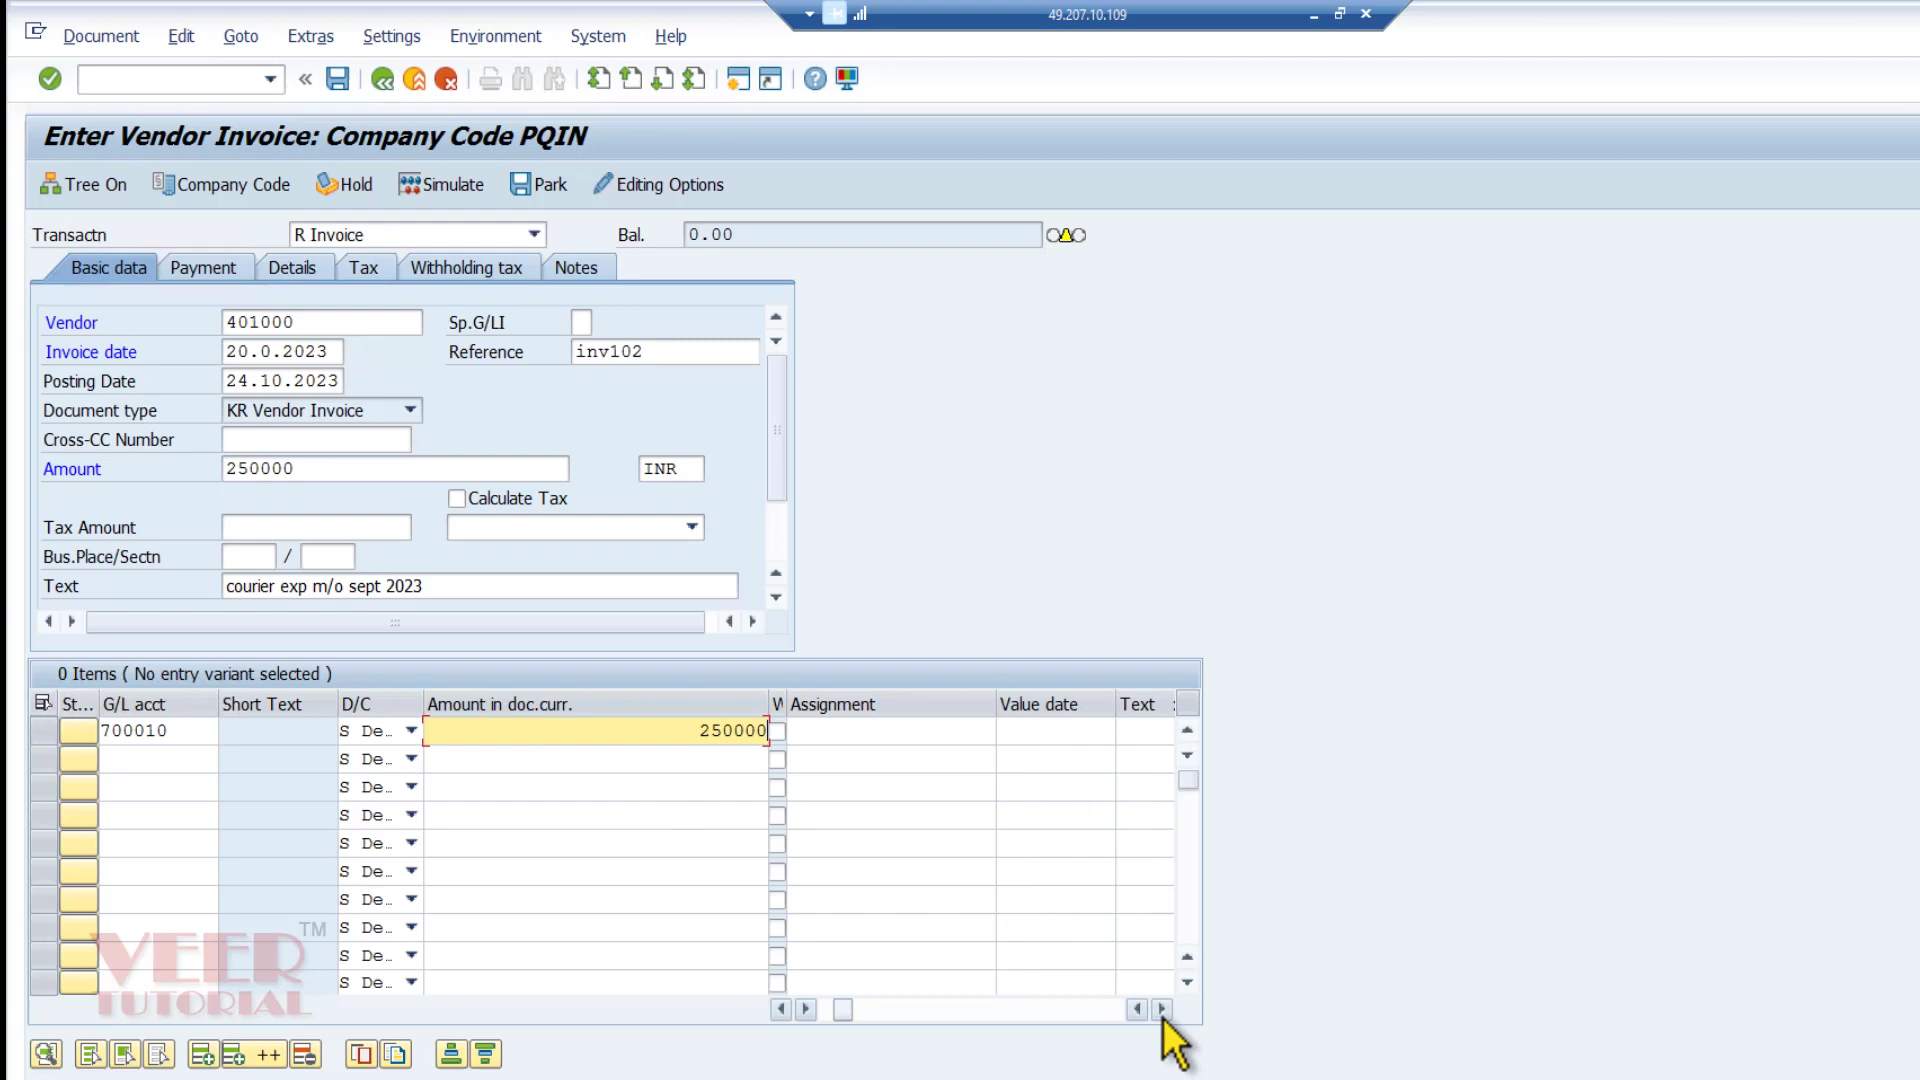 49.207.10.109
Document Edit Goto Extras Settings Environment System Help
Enter Vendor Invoice: Company Code PQIN
Tree On Company Code Hold Simulate Park Editing Options
Transactn R Invoice Bal. 0.00
Basic data Payment Details Tax Withholding tax Notes
Vendor 401000 Sp.G/LI
Invoice date 20.0.2023 Reference inv102
Posting Date 24.10.2023
Document type KR Vendor Invoice
Cross-CC Number
Amount 250000 INR
Calculate Tax
Tax Amount
Bus.Place/Sectn /
Text courier exp m/o sept 2023
0 Items ( No entry variant selected )
St... G/L acct Short Text D/C Amount in doc.curr. W Assignment Value date Text
700010 S De... 250000
S De...
S De...
S De...
S De...
S De...
S De...
S De...
S De...
S De...
VEER TM
TUTORIAL
++